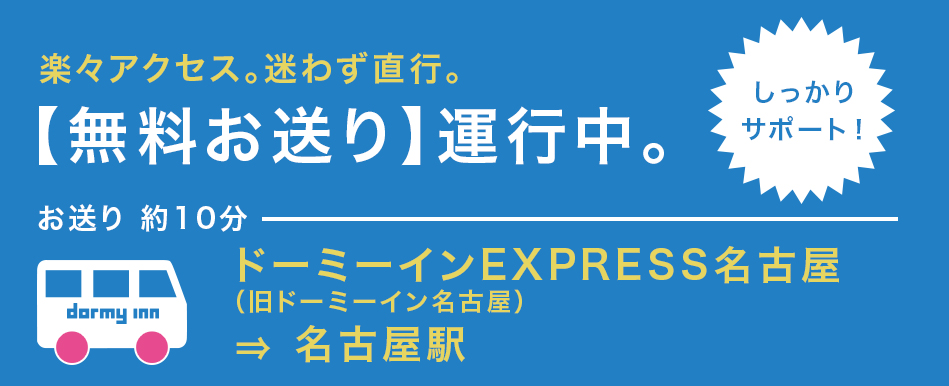 楽々アクセス。迷わず直行。
【無料お送り】運行中。
しっかり
サポート！
お送り 約10分
ドーミーインEXPRESS名古屋
（旧ドーミーイン名古屋）
⇒ 名古屋駅
dormy inn